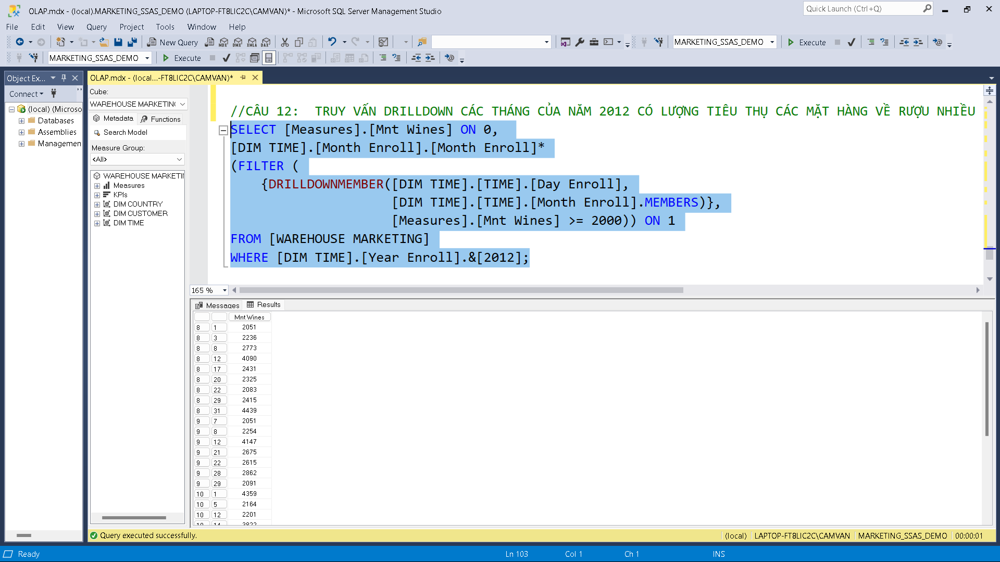 OLAP.mdx - (local).MARKETING_SSAS_DEMO (LAPTOP-FT8LIC2C\CAMVAN)* - Microsoft SQL Server Management Studio
Quick Launch (Ctrl+Q)
File Edit View Query Project Tools Window Help
New Query MDX DMX XMLA DAX MARKETING_SSAS_DEMO Execute
MARKETING_SSAS_DEMO Execute
Object Ex...
OLAP.mdx - (local...-FT8LIC2C\CAMVAN)*
Connect
(local) (Microso
Databases
Assemblies
Managemen
Cube:
WAREHOUSE MARKETING
Metadata Functions
Search Model
Measure Group:
<All>
WAREHOUSE MARKETI
Measures
KPIs
DIM COUNTRY
DIM CUSTOMER
DIM TIME
//CÂU 12: TRUY VẤN DRILLDOWN CÁC THÁNG CỦA NĂM 2012 CÓ LƯỢNG TIÊU THỤ CÁC MẶT HÀNG VỀ RƯỢU NHIỀU
SELECT [Measures].[Mnt Wines] ON 0,
[DIM TIME].[Month Enroll].[Month Enroll]*
(FILTER (
{DRILLDOWNMEMBER([DIM TIME].[TIME].[Day Enroll],
[DIM TIME].[TIME].[Month Enroll].MEMBERS)},
[Measures].[Mnt Wines] >= 2000)) ON 1
FROM [WAREHOUSE MARKETING]
WHERE [DIM TIME].[Year Enroll].&[2012];
165 %
Messages Results
Mnt Wines
8 1 2051
8 3 2236
8 8 2773
8 12 4090
8 17 2431
8 20 2325
8 22 2083
8 29 2415
8 31 4439
9 7 2051
9 8 2254
9 12 4147
9 21 2675
9 22 2615
9 28 2862
9 29 2091
10 1 4359
10 5 2164
10 12 2201
10 14 3822
Query executed successfully.
(local) LAPTOP-FT8LIC2C\CAMVAN MARKETING_SSAS_DEMO 00:00:01
Ready Ln 103 Col 1 Ch 1 INS